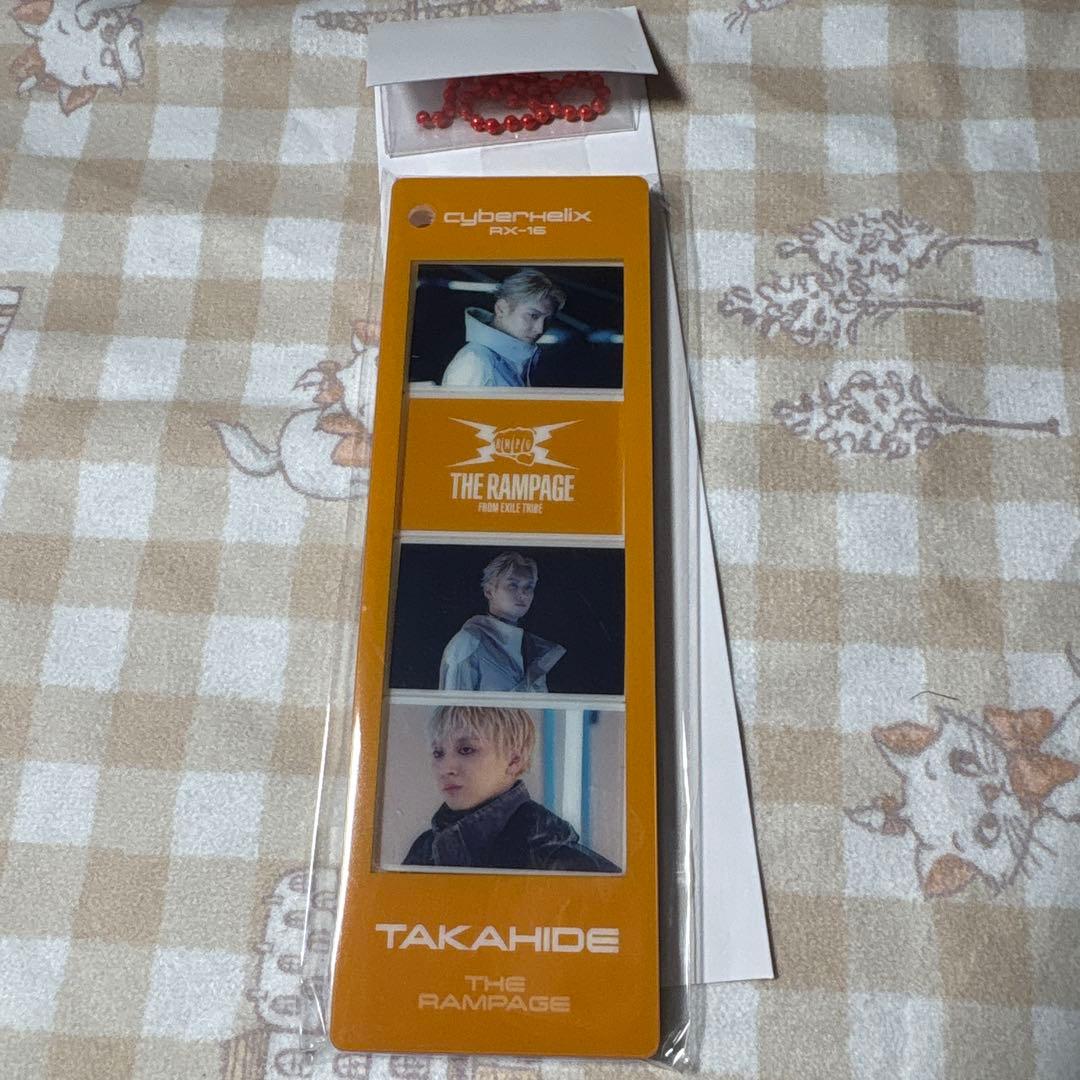 CyberHelix
RX-16
THE RAMPAGE
FROM EXILE TRIBE
TAKAHIDE
THE
RAMPAGE